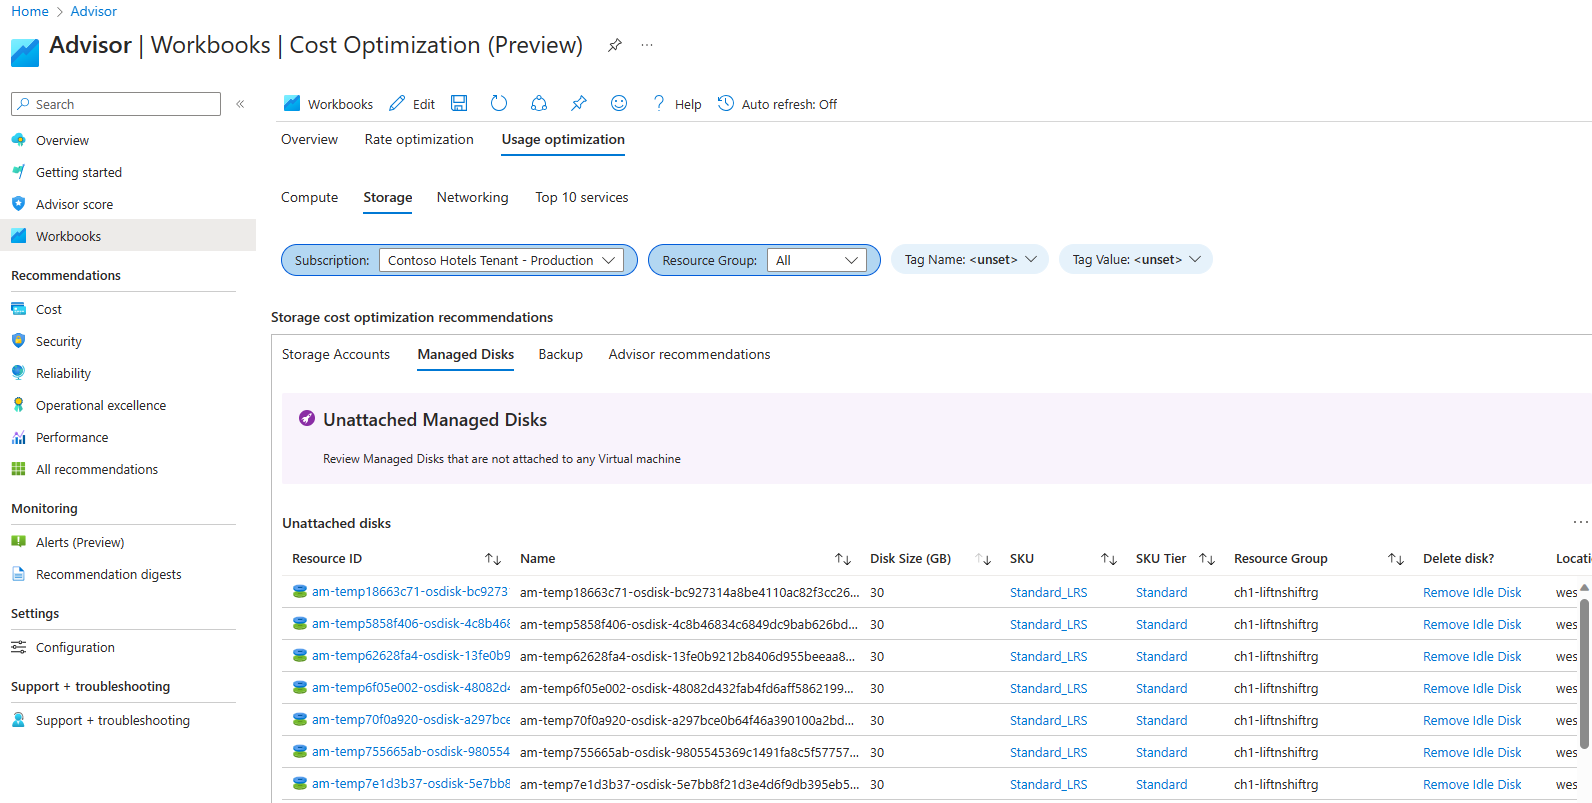 Home > Advisor
Advisor | Workbooks | Cost Optimization (Preview) ...
Search «
Overview
Getting started
Advisor score
Workbooks
Recommendations
Cost
Security
Reliability
Operational excellence
Performance
All recommendations
Monitoring
Alerts (Preview)
Recommendation digests
Settings
Configuration
Support + troubleshooting
Support + troubleshooting
Workbooks Edit ? Help Auto refresh: Off
Overview Rate optimization Usage optimization
Compute Storage Networking Top 10 services
Subscription: Contoso Hotels Tenant - Production Resource Group: All Tag Name: <unset> Tag Value: <unset>
Storage cost optimization recommendations
Storage Accounts Managed Disks Backup Advisor recommendations
Unattached Managed Disks
Review Managed Disks that are not attached to any Virtual machine
Unattached disks ...
Resource ID ↑↓ Name ↑↓ Disk Size (GB) ↑↓ SKU ↑↓ SKU Tier ↑↓ Resource Group ↑↓ Delete disk? Locati
am-temp18663c71-osdisk-bc9273 am-temp18663c71-osdisk-bc927314a8be4110ac82f3cc26... 30 Standard_LRS Standard ch1-liftnshiftrg Remove Idle Disk wes
am-temp5858f406-osdisk-4c8b468 am-temp5858f406-osdisk-4c8b46834c6849dc9bab626bd... 30 Standard_LRS Standard ch1-liftnshiftrg Remove Idle Disk wes
am-temp62628fa4-osdisk-13fe0b9 am-temp62628fa4-osdisk-13fe0b9212b8406d955beeaa8... 30 Standard_LRS Standard ch1-liftnshiftrg Remove Idle Disk wes
am-temp6f05e002-osdisk-48082d4 am-temp6f05e002-osdisk-48082d432fab4fd6aff5862199... 30 Standard_LRS Standard ch1-liftnshiftrg Remove Idle Disk wes
am-temp70f0a920-osdisk-a297bce am-temp70f0a920-osdisk-a297bce0b64f46a390100a2bd... 30 Standard_LRS Standard ch1-liftnshiftrg Remove Idle Disk wes
am-temp755665ab-osdisk-980554 am-temp755665ab-osdisk-9805545369c1491fa8c5f57757... 30 Standard_LRS Standard ch1-liftnshiftrg Remove Idle Disk wes
am-temp7e1d3b37-osdisk-5e7bb8 am-temp7e1d3b37-osdisk-5e7bb8f21d3e4d6f9db395eb5... 30 Standard_LRS Standard ch1-liftnshiftrg Remove Idle Disk wes